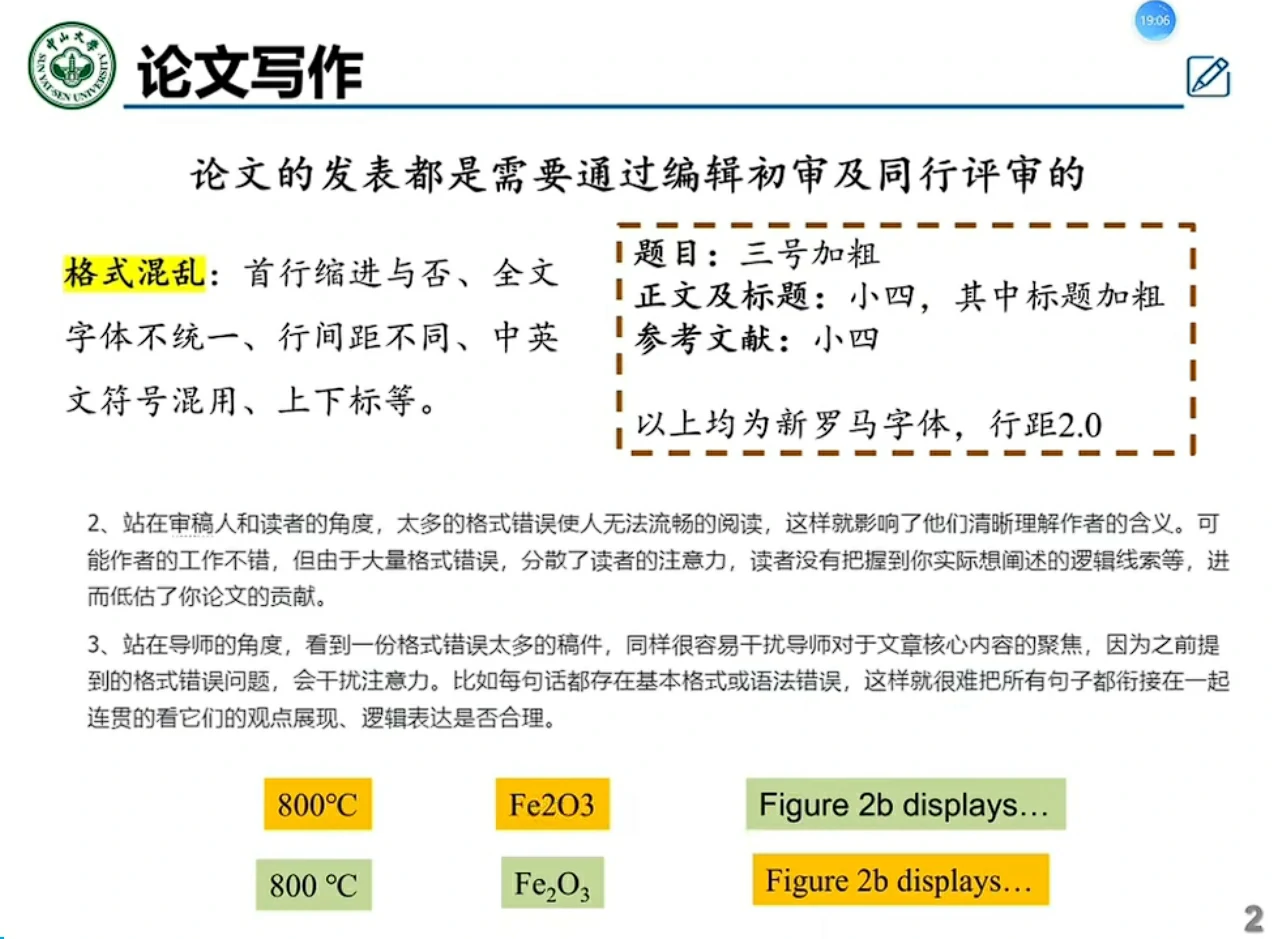 19:06
中山大学
SUN YAT-SEN UNIVERSITY
论文写作
论文的发表都是需要通过编辑初审及同行评审的
格式混乱：首行缩进与否、全文
字体不统一、行间距不同、中英
文符号混用、上下标等。
题目：三号加粗
正文及标题：小四，其中标题加粗
参考文献：小四
以上均为新罗马字体，行距2.0
2、站在审稿人和读者的角度，太多的格式错误使人无法流畅的阅读，这样就影响了他们清晰理解作者的含义。可
能作者的工作不错，但由于大量格式错误，分散了读者的注意力，读者没有把握到你实际想阐述的逻辑线索等，进
而低估了你论文的贡献。
3、站在导师的角度，看到一份格式错误太多的稿件，同样很容易干扰导师对于文章核心内容的聚焦，因为之前提
到的格式错误问题，会干扰注意力。比如每句话都存在基本格式或语法错误，这样就很难把所有句子都衔接在一起
连贯的看它们的观点展现、逻辑表达是否合理。
800℃ Fe2O3 Figure 2b displays…
800 ℃ Fe₂O₃ Figure 2b displays…
2